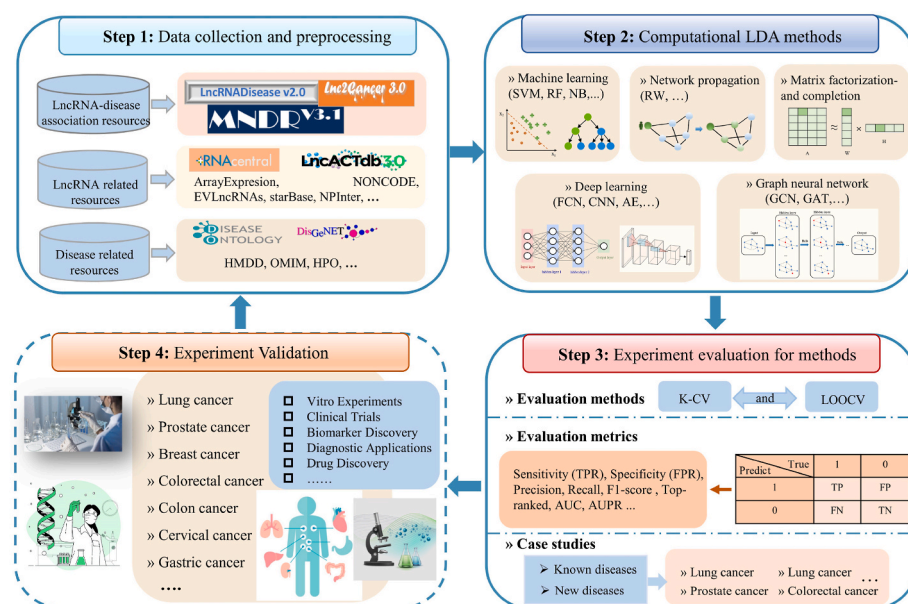 Step 1: Data collection and preprocessing
LncRNA-disease
association resources
LncRNADisease v2.0
Lnc2Cancer 3.0
MNDR v3.1
LncRNA related
resources
RNAcentral
LncACTdb 3.0
ArrayExpresion,
NONCODE,
EVLncRNAs, starBase, NPInter, ...
Disease related
resources
DISEASE
ONTOLOGY
DisGeNET
HMDD, OMIM, HPO, ...
Step 2: Computational LDA methods
» Machine learning
(SVM, RF, NB,...)
» Network propagation
(RW, ...)
» Matrix factorization-
and completion
A
≈
W
×
H
» Deep learning
(FCN, CNN, AE,...)
» Graph neural network
(GCN, GAT,...)
Step 3: Experiment evaluation for methods
» Evaluation methods
K-CV
and
LOOCV
» Evaluation metrics
Sensitivity (TPR), Specificity (FPR),
Precision, Recall, F1-score , Top-
ranked, AUC, AUPR ...
True
Predict
1
0
1
TP
FP
0
FN
TN
» Case studies
➢ Known diseases
➢ New diseases
» Lung cancer
» Lung cancer
...
» Prostate cancer
» Colorectal cancer
Step 4: Experiment Validation
» Lung cancer
» Prostate cancer
» Breast cancer
» Colorectal cancer
» Colon cancer
» Cervical cancer
» Gastric cancer
....
Vitro Experiments
Clinical Trials
Biomarker Discovery
Diagnostic Applications
Drug Discovery
......